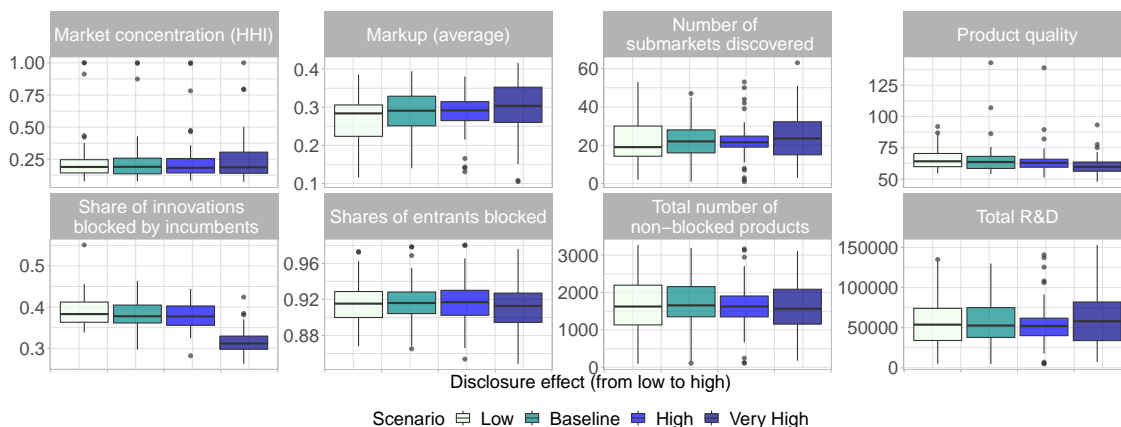 Market concentration (HHI)
Markup (average)
Number of
submarkets discovered
Product quality
1.00
0.75
0.50
0.25
0.4
0.3
0.2
0.1
60
40
20
0
125
100
75
50
Share of innovations
blocked by incumbents
Shares of entrants blocked
Total number of
non−blocked products
Total R&D
0.5
0.4
0.3
0.96
0.92
0.88
3000
2000
1000
0
150000
100000
50000
0
Disclosure effect (from low to high)
Scenario Low Baseline High Very High